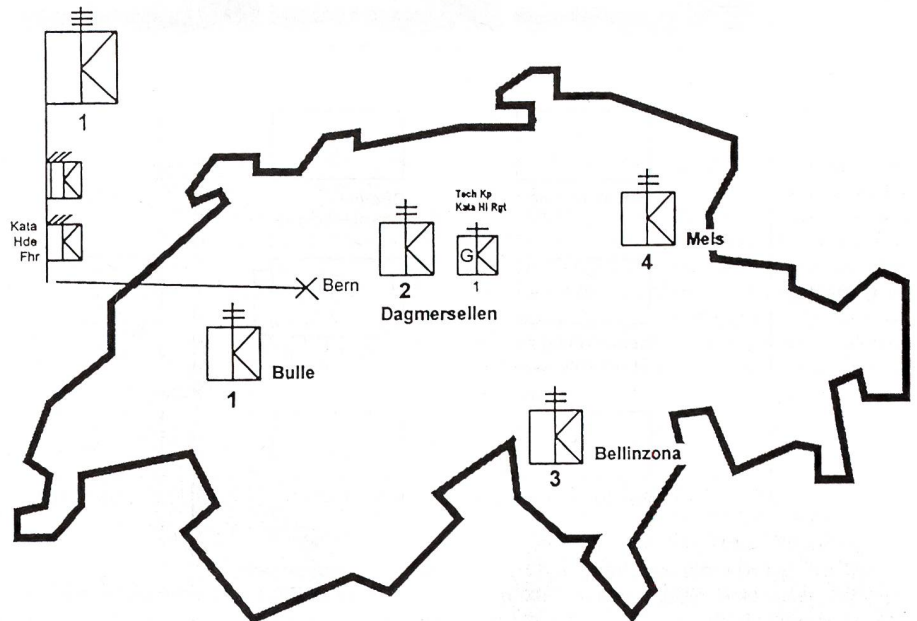 1
Kata
Hde
Fhr
Bern
Tech Kp
Kata Hi Rgt
G
1
2
Dagmersellen
4
Mels
1
Bulle
3
Bellinzona